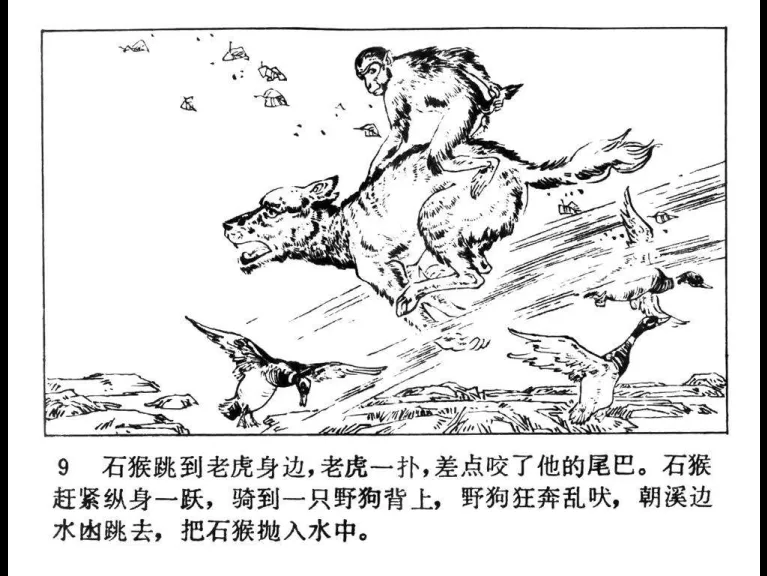 9 石猴跳到老虎身边,老虎一扑,差点咬了他的尾巴。石猴
赶紧纵身一跃,骑到一只野狗背上,野狗狂奔乱吠,朝溪边
水凼跳去,把石猴抛入水中。